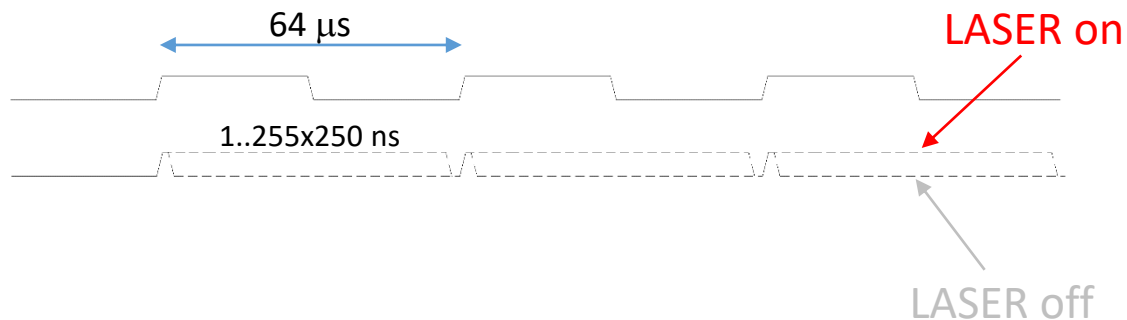 64 μs
LASER on
1..255x250 ns
LASER off